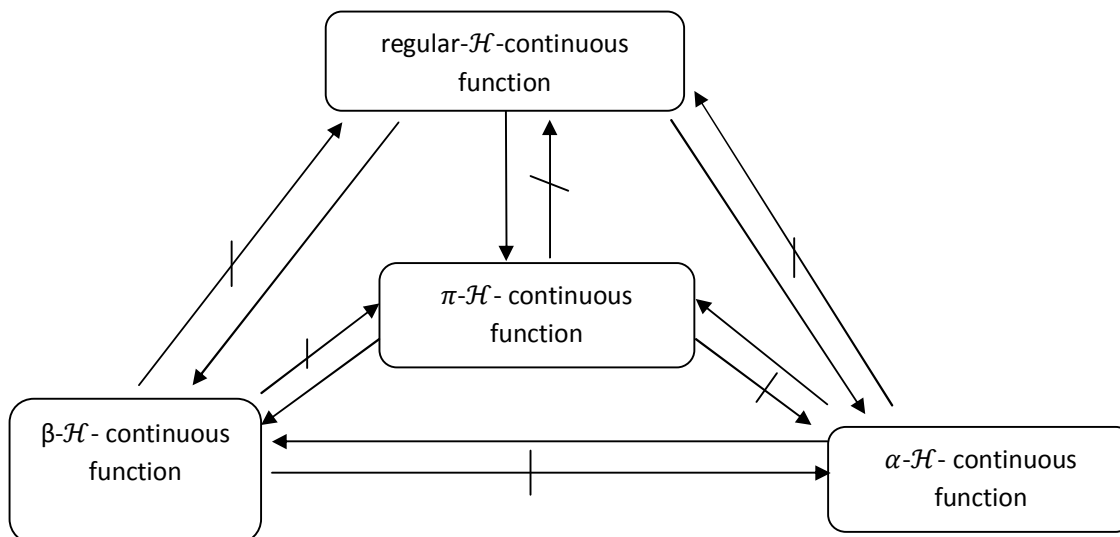 regular-ℋ-continuous
function
𝜋-ℋ- continuous
function
β-ℋ- continuous
function
𝛼-ℋ- continuous
function